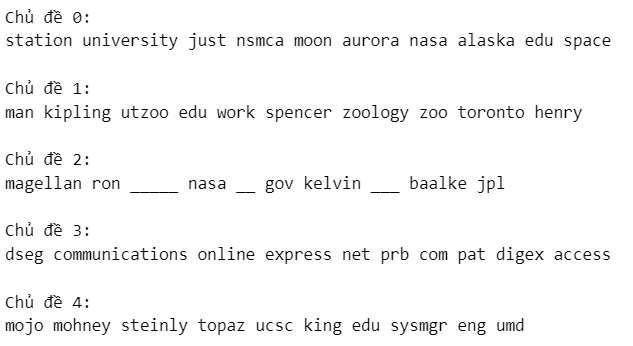 Chủ đề 0:
station university just nsmca moon aurora nasa alaska edu space
Chủ đề 1:
man kipling utzoo edu work spencer zoology zoo toronto henry
Chủ đề 2:
magellan ron _____ nasa __ gov kelvin ___ baalke jpl
Chủ đề 3:
dseg communications online express net prb com pat digex access
Chủ đề 4:
mojo mohney steinly topaz ucsc king edu sysmgr eng umd